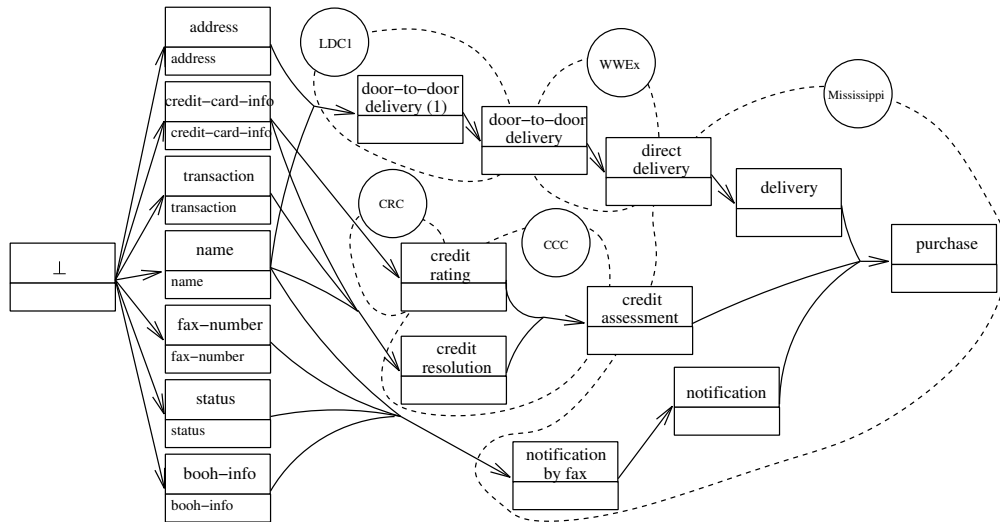 address
address
LDC1
WWEx
Mississippi
credit-card-info
credit-card-info
door-to-door
delivery (1)
door-to-door
delivery
direct
delivery
delivery
transaction
transaction
CRC
CCC
⊥
name
name
credit
rating
purchase
credit
assessment
fax-number
fax-number
credit
resolution
status
status
notification
notification
by fax
booh-info
booh-info